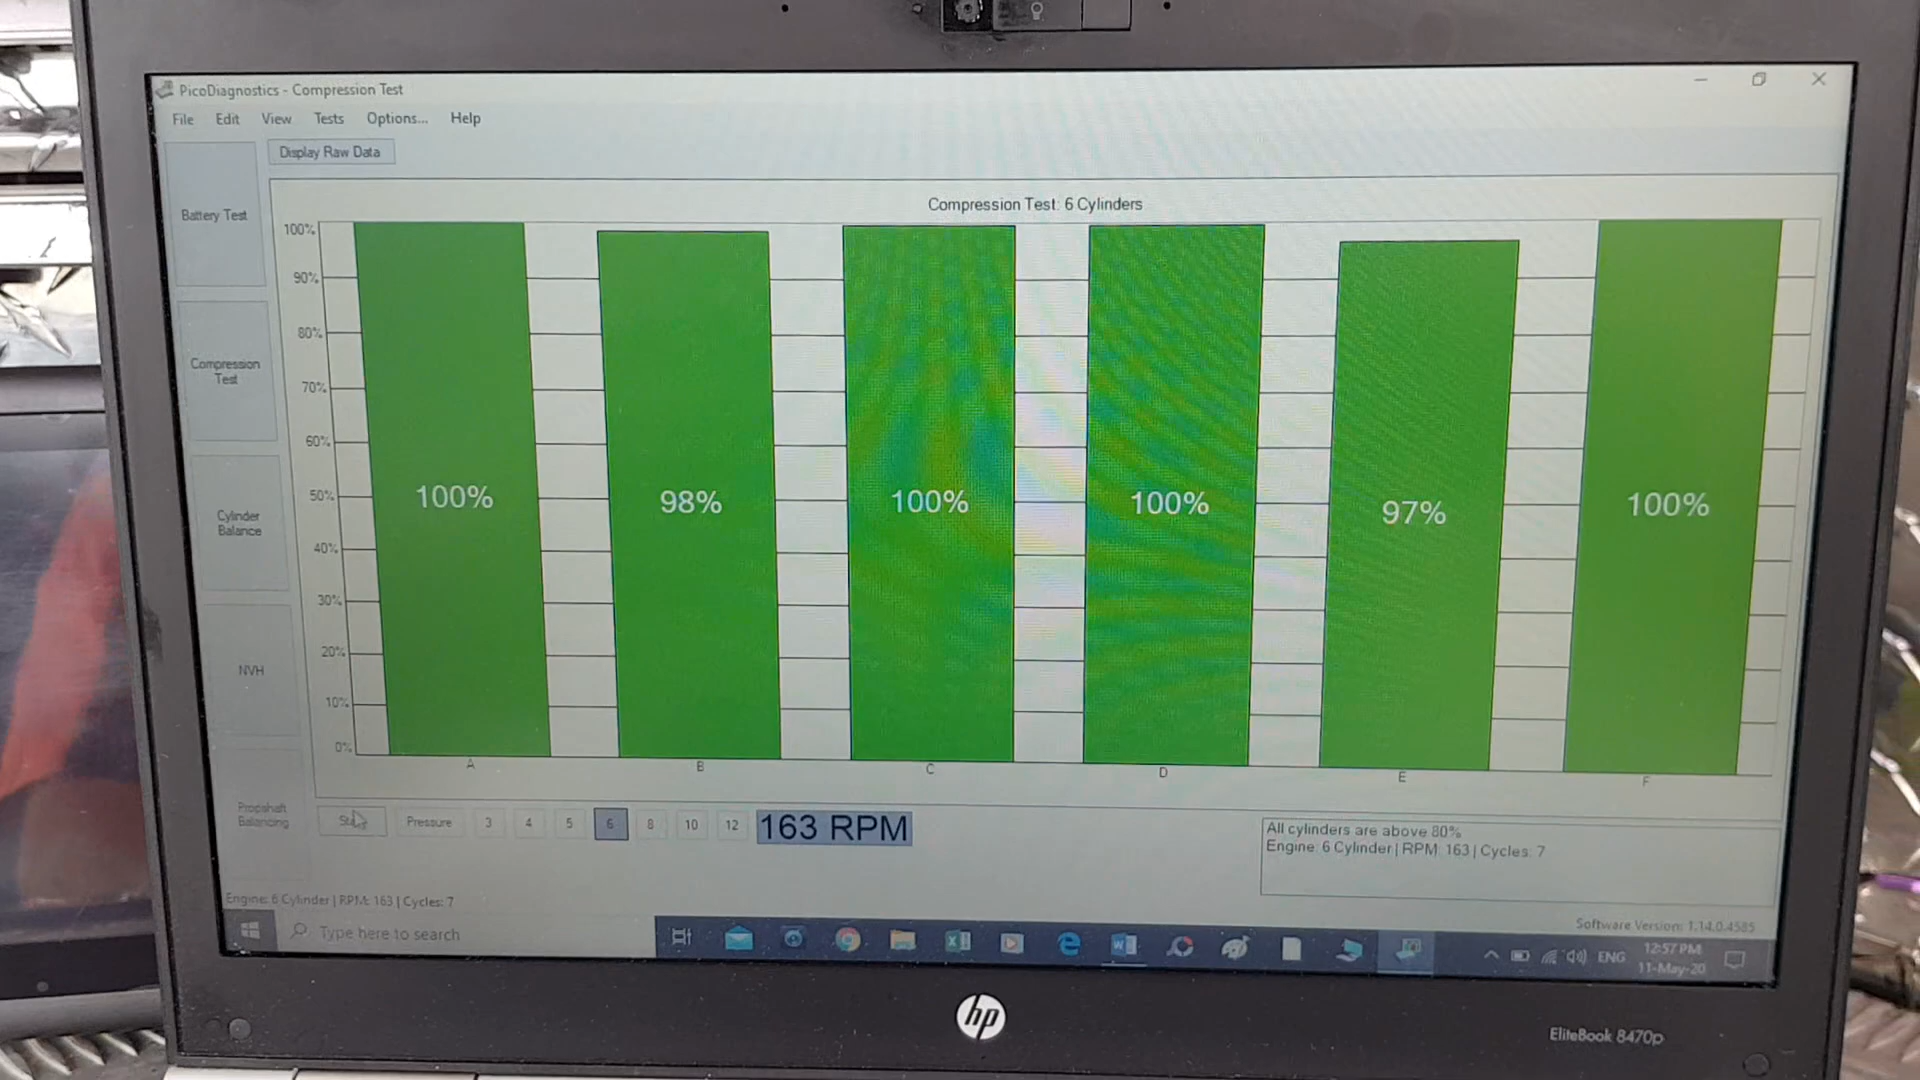 PicoDiagnostics - Compression Test
File Edit View Tests Options... Help
Display Raw Data
Battery Test
Compression
Test
Cylinder
Balance
NVH
Propshaft
Balancing
Compression Test: 6 Cylinders
100%
90%
80%
70%
60%
50%
40%
30%
20%
10%
0%
100% 98% 100% 100% 97% 100%
A B C D E F
Start Pressure 3 4 5 6 8 10 12 163 RPM
All cylinders are above 80%
Engine: 6 Cylinder | RPM: 163 | Cycles: 7
Engine: 6 Cylinder | RPM: 163 | Cycles: 7
Software Version: 1.14.0.4585
Type here to search
ENG
12:57 PM
11-May-20
hp
EliteBook 8470p